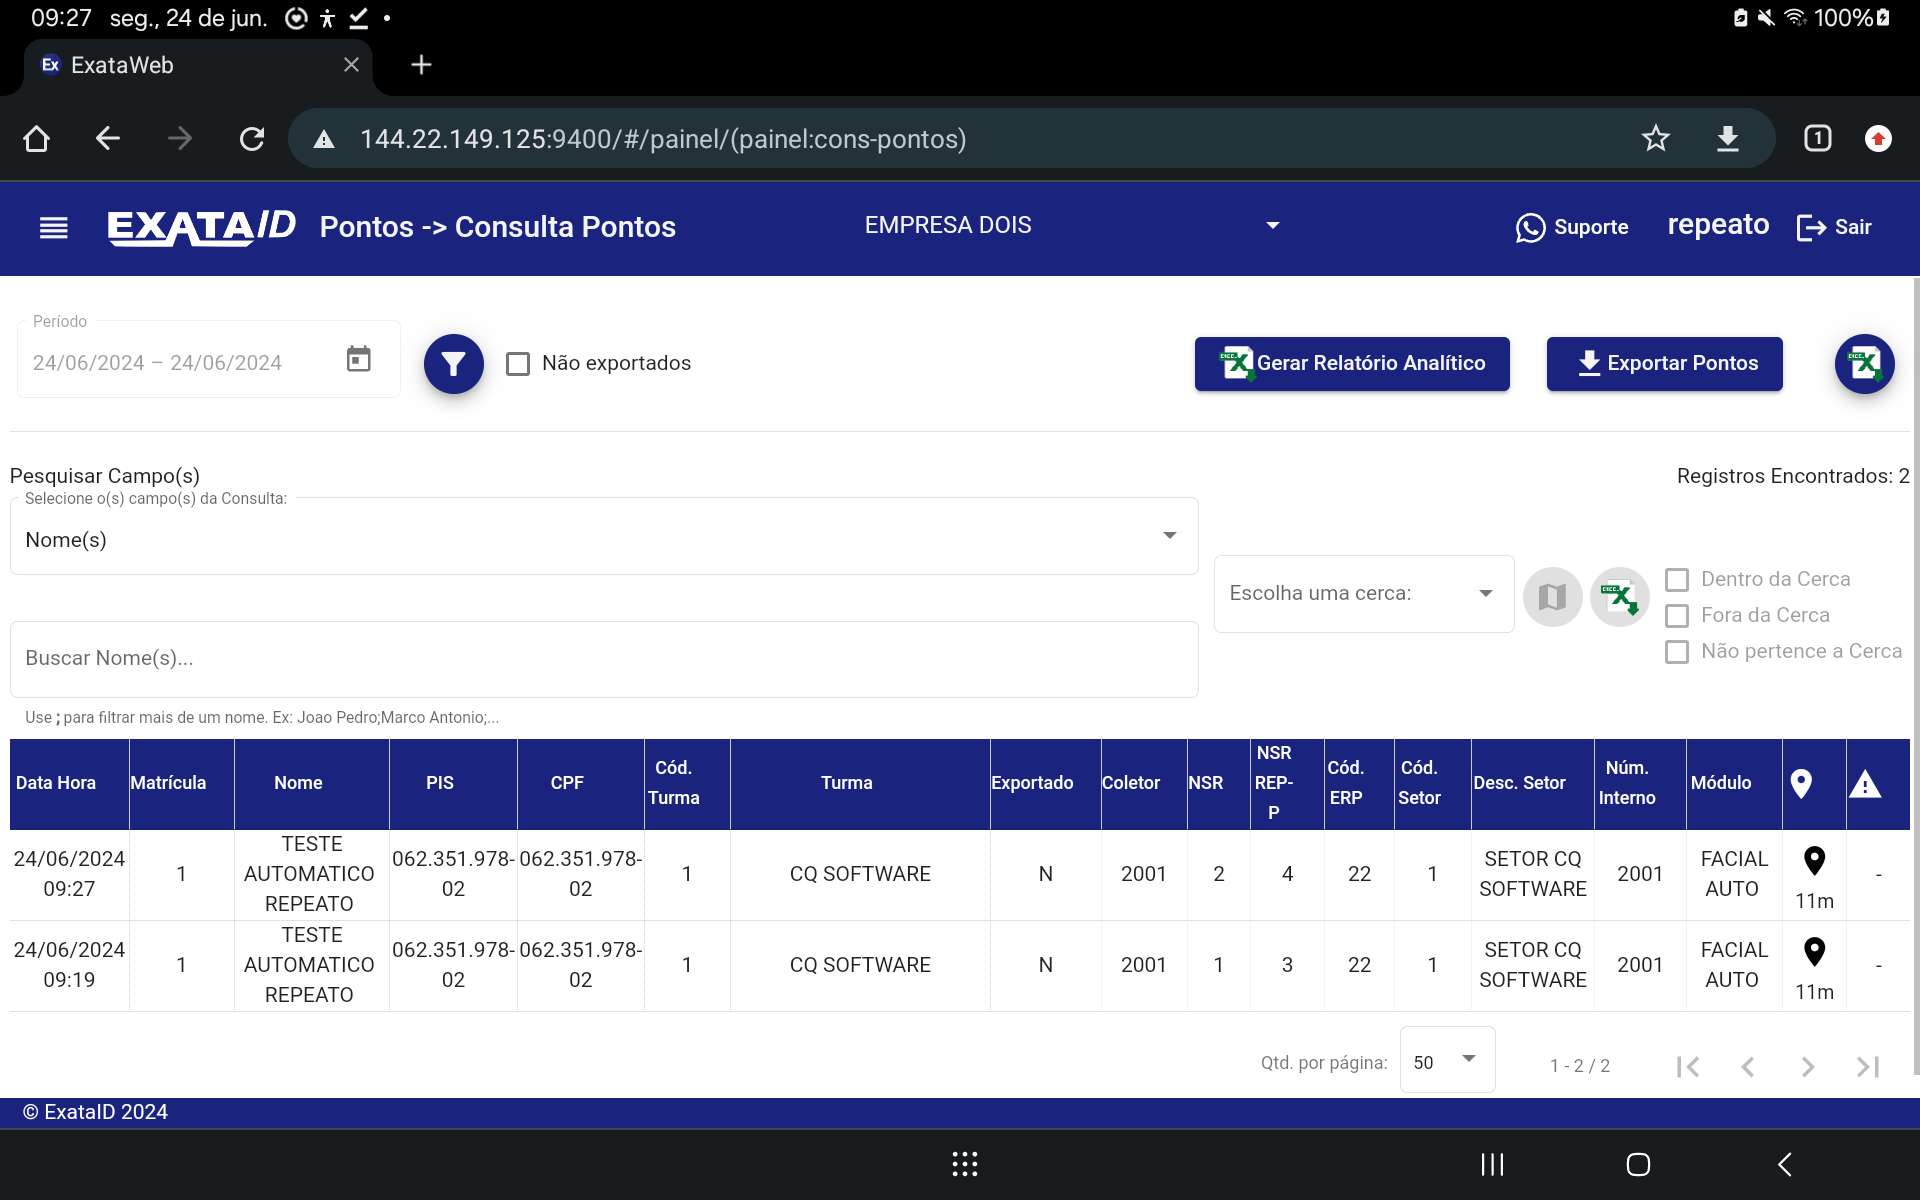 09:27 seg., 24 de jun. 100%
Ex ExataWeb
144.22.149.125:9400/#/painel/(painel:cons-pontos) 1
EXATAID Pontos -> Consulta Pontos EMPRESA DOIS Suporte repeato Sair
Período
24/06/2024 – 24/06/2024 Não exportados Gerar Relatório Analítico Exportar Pontos
Pesquisar Campo(s) Registros Encontrados: 2
Selecione o(s) campo(s) da Consulta:
Nome(s)
Escolha uma cerca: Dentro da Cerca
Fora da Cerca
Não pertence a Cerca
Buscar Nome(s)...
Use ; para filtrar mais de um nome. Ex: Joao Pedro;Marco Antonio;...
Data Hora Matrícula Nome PIS CPF Cód. Turma Turma Exportado Coletor NSR NSR REP-P Cód. ERP Cód. Setor Desc. Setor Núm. Interno Módulo
24/06/2024 09:27 1 TESTE AUTOMATICO REPEATO 062.351.978-02 062.351.978-02 1 CQ SOFTWARE N 2001 2 4 22 1 SETOR CQ SOFTWARE 2001 FACIAL AUTO 11m -
24/06/2024 09:19 1 TESTE AUTOMATICO REPEATO 062.351.978-02 062.351.978-02 1 CQ SOFTWARE N 2001 1 3 22 1 SETOR CQ SOFTWARE 2001 FACIAL AUTO 11m -
Qtd. por página: 50 1 - 2 / 2
© ExataID 2024